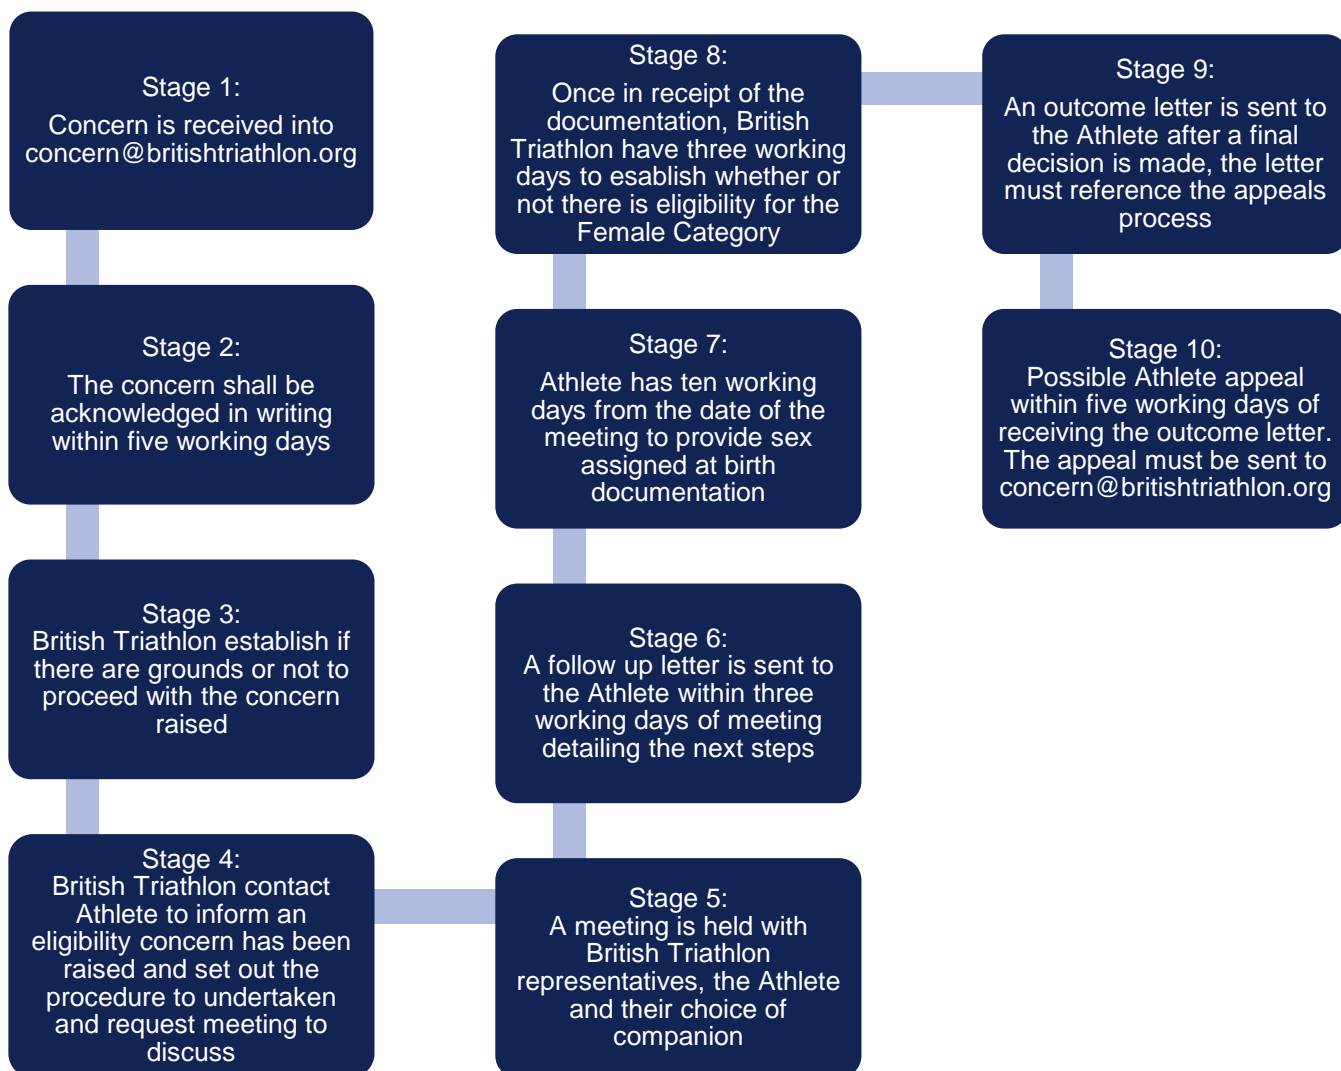 Stage 1:
Concern is received into
concern@britishtriathlon.org
Stage 2:
The concern shall be
acknowledged in writing
within five working days
Stage 3:
British Triathlon establish if
there are grounds or not to
proceed with the concern
raised
Stage 4:
British Triathlon contact
Athlete to inform an
eligibility concern has been
raised and set out the
procedure to undertaken
and request meeting to
discuss
Stage 5:
A meeting is held with
British Triathlon
representatives, the Athlete
and their choice of
companion
Stage 6:
A follow up letter is sent to
the Athlete within three
working days of meeting
detailing the next steps
Stage 7:
Athlete has ten working
days from the date of the
meeting to provide sex
assigned at birth
documentation
Stage 8:
Once in receipt of the
documentation, British
Triathlon have three working
days to esablish whether or
not there is eligibility for the
Female Category
Stage 9:
An outcome letter is sent to
the Athlete after a final
decision is made, the letter
must reference the appeals
process
Stage 10:
Possible Athlete appeal
within five working days of
receiving the outcome letter.
The appeal must be sent to
concern@britishtriathlon.org